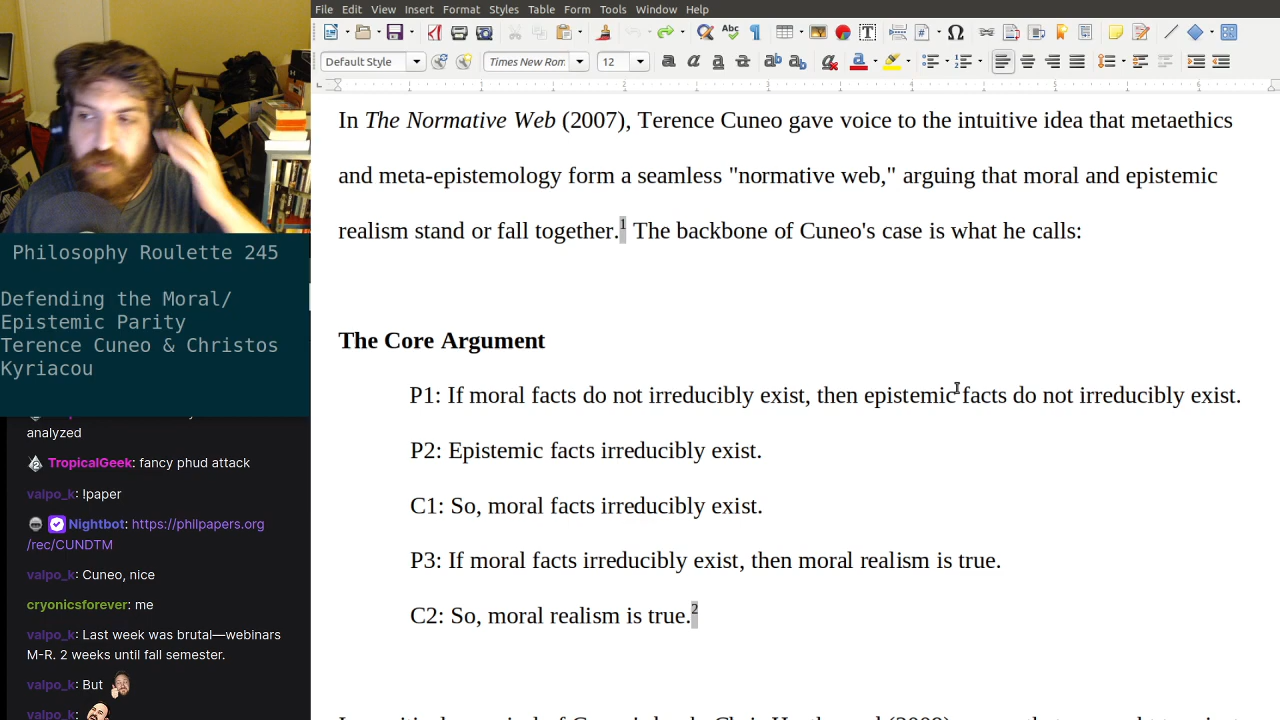 File Edit View Insert Format Styles Table Form Tools Window Help
Default Style
Times New Rom
12
In The Normative Web (2007), Terence Cuneo gave voice to the intuitive idea that metaethics
and meta-epistemology form a seamless "normative web," arguing that moral and epistemic
realism stand or fall together.1 The backbone of Cuneo's case is what he calls:
The Core Argument
P1: If moral facts do not irreducibly exist, then epistemic facts do not irreducibly exist.
P2: Epistemic facts irreducibly exist.
C1: So, moral facts irreducibly exist.
P3: If moral facts irreducibly exist, then moral realism is true.
C2: So, moral realism is true.2
Philosophy Roulette 245
Defending the Moral/
Epistemic Parity
Terence Cuneo & Christos
Kyriacou
analyzed
TropicalGeek: fancy phud attack
valpo_k: !paper
Nightbot: https://philpapers.org
/rec/CUNDTM
valpo_k: Cuneo, nice
cryonicsforever: me
valpo_k: Last week was brutal—webinars
M-R. 2 weeks until fall semester.
valpo_k: But
valpo_k: